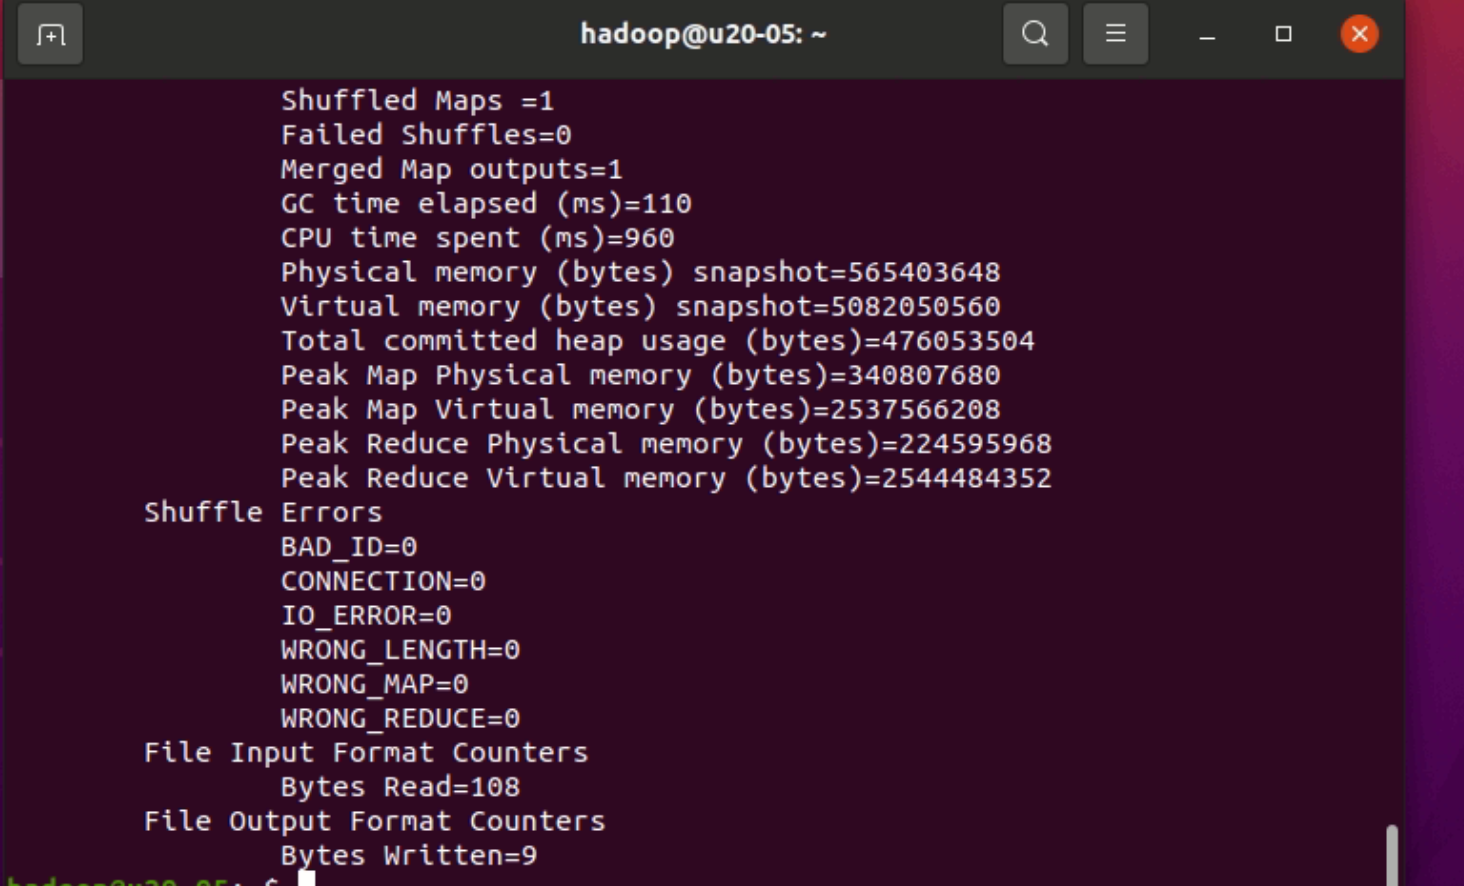 hadoop@u20-05: ~
Shuffled Maps =1
Failed Shuffles=0
Merged Map outputs=1
GC time elapsed (ms)=110
CPU time spent (ms)=960
Physical memory (bytes) snapshot=565403648
Virtual memory (bytes) snapshot=5082050560
Total committed heap usage (bytes)=476053504
Peak Map Physical memory (bytes)=340807680
Peak Map Virtual memory (bytes)=2537566208
Peak Reduce Physical memory (bytes)=224595968
Peak Reduce Virtual memory (bytes)=2544484352
Shuffle Errors
BAD_ID=0
CONNECTION=0
IO_ERROR=0
WRONG_LENGTH=0
WRONG_MAP=0
WRONG_REDUCE=0
File Input Format Counters
Bytes Read=108
File Output Format Counters
Bytes Written=9